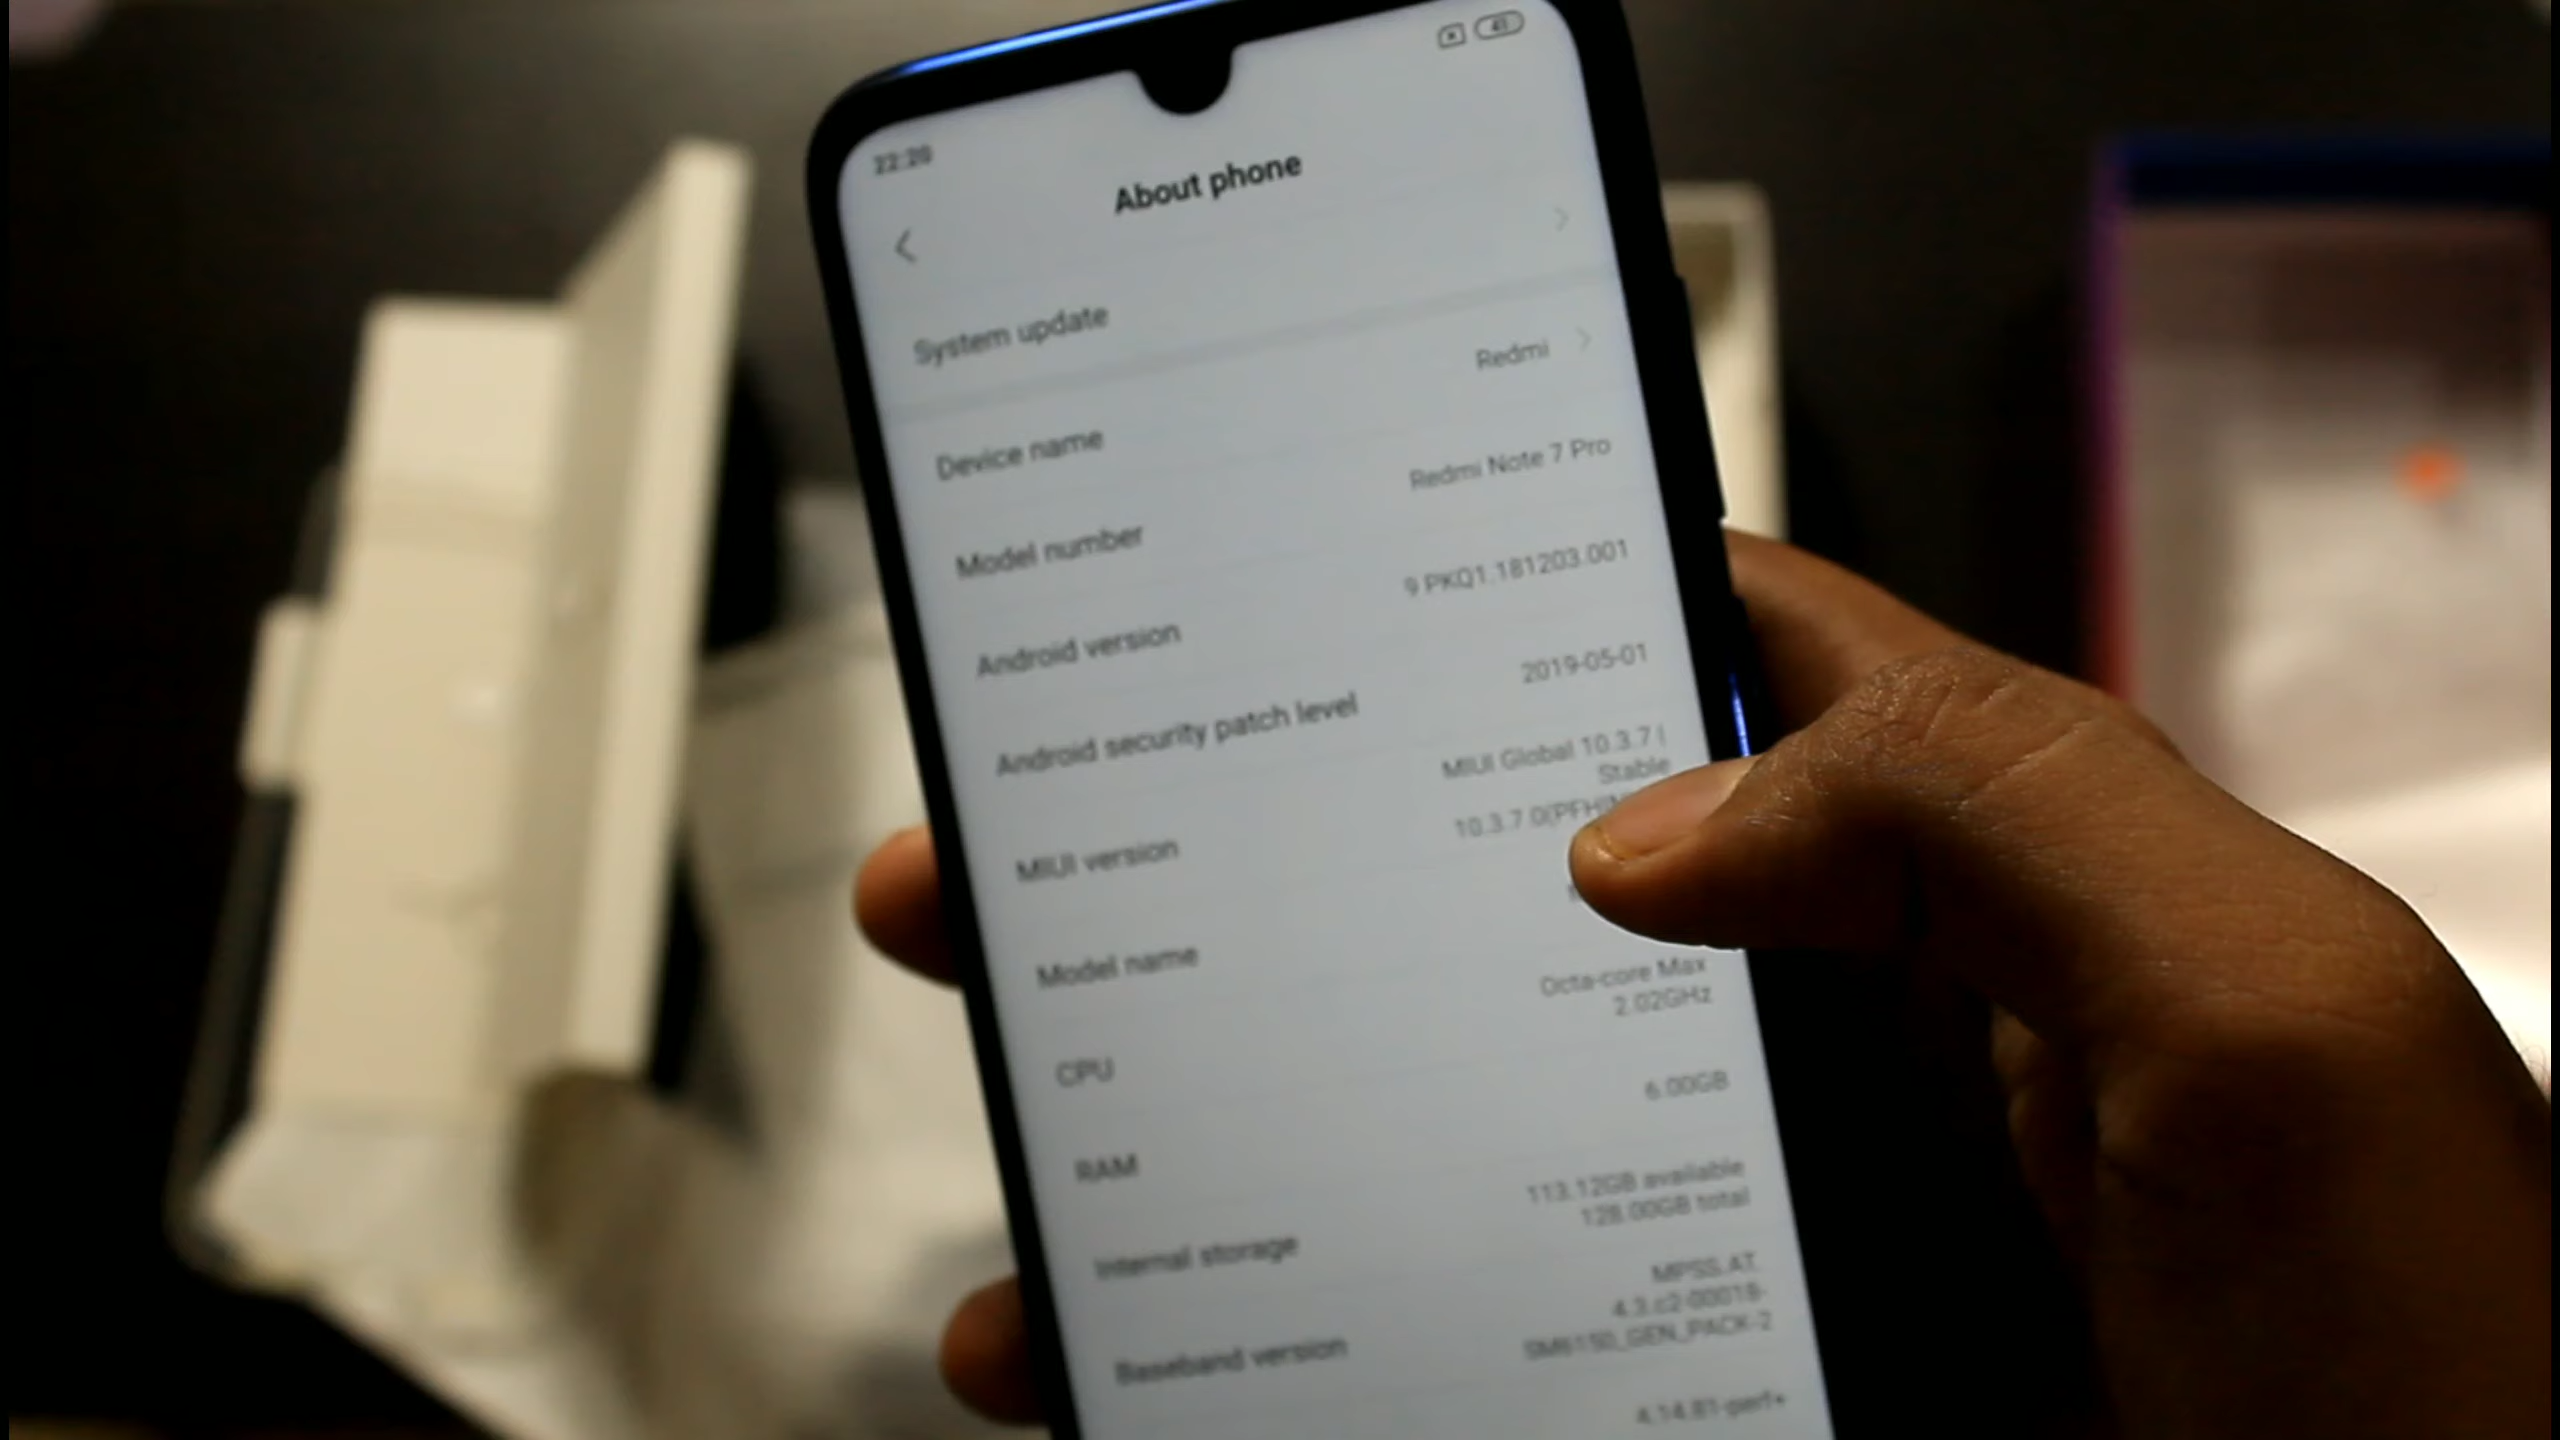 22:20
About phone
System update
Device name Redmi
Model number Redmi Note 7 Pro
Android version 9 PKQ1.181203.001
Android security patch level 2019-05-01
MIUI version MIUI Global 10.3.7 |
Stable
10.3.7.0(PFHIN
Model name
CPU Octa-core Max
2.02GHz
RAM 6.00GB
Internal storage 113.12GB available
128.00GB total
Baseband version MPSS.AT.
4.3.c2-00018-
SM6150_GEN_PACK-2
4.14.81-perf+